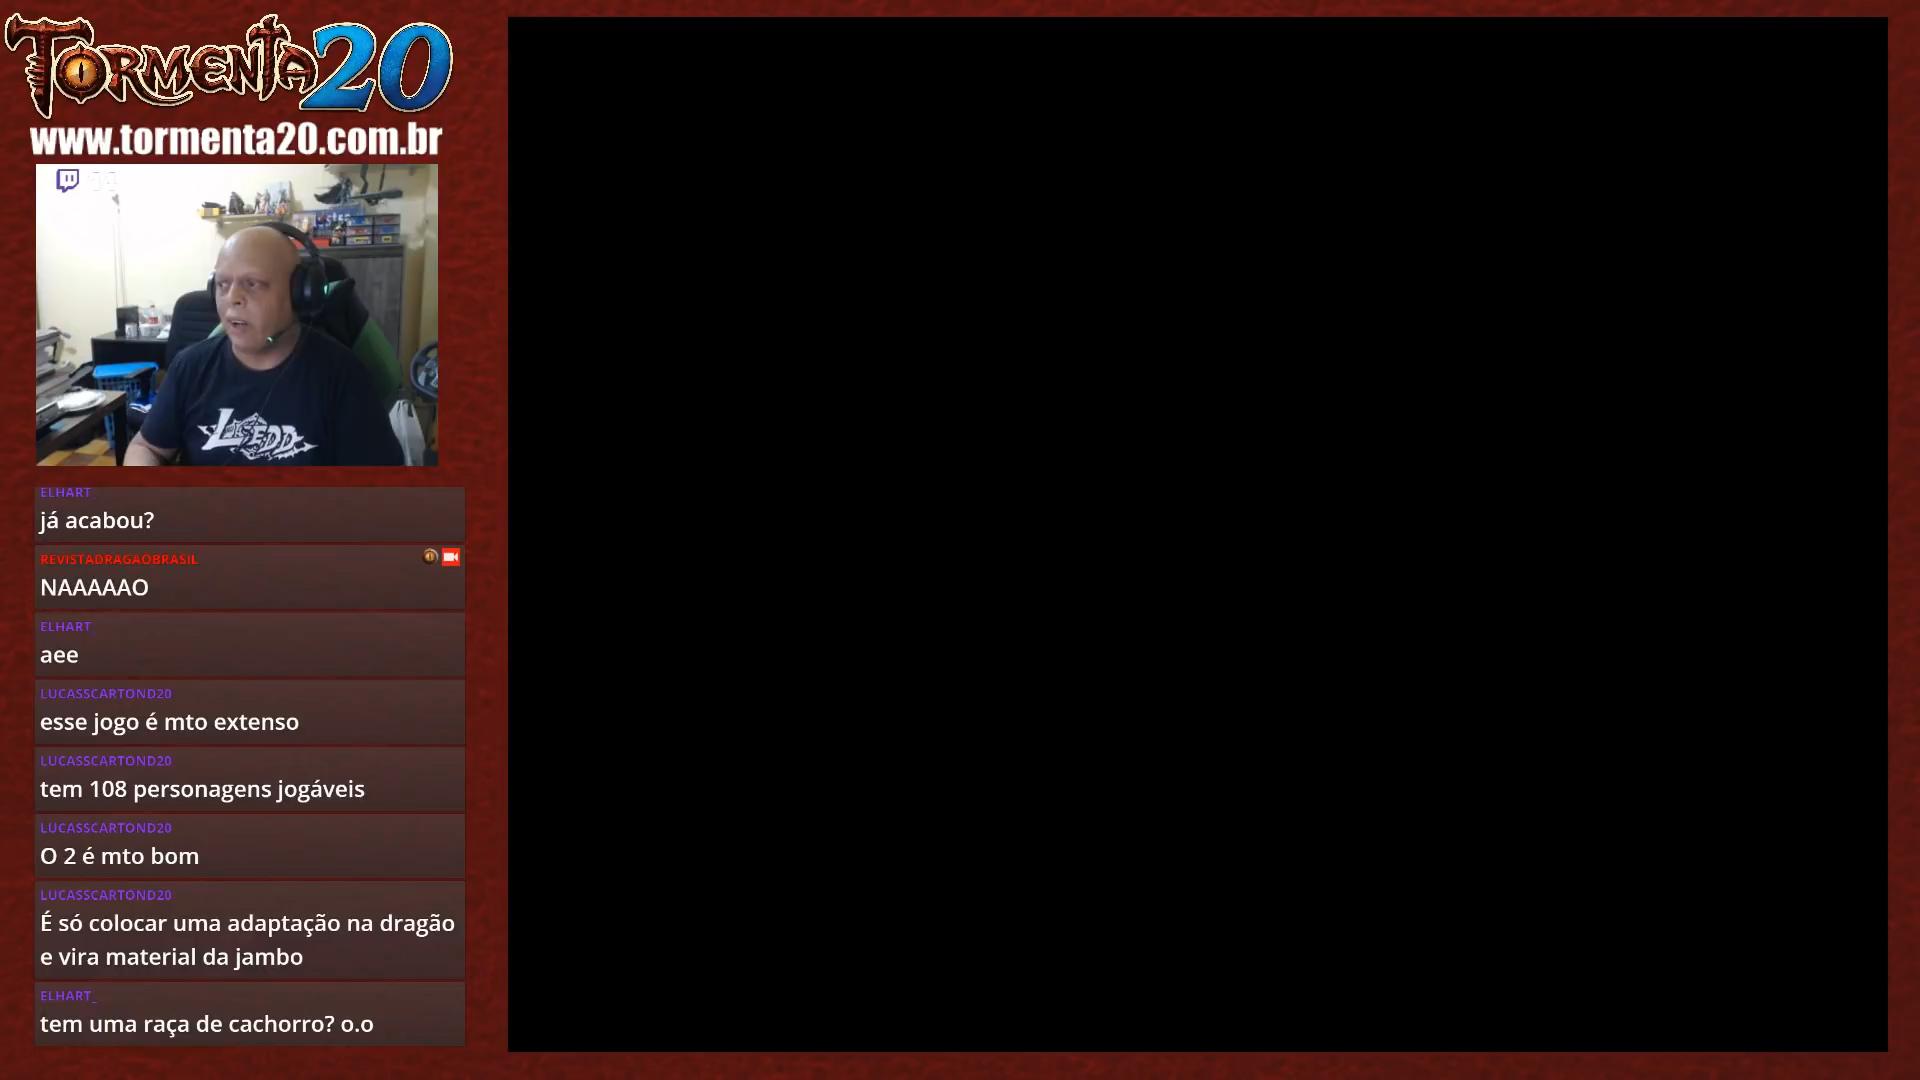 TORMENTA20
www.tormenta20.com.br
ELHART_
já acabou?
REVISTADRAGAOBRASIL
NAAAAAO
ELHART_
aee
LUCASSCARTOND20
esse jogo é mto extenso
LUCASSCARTOND20
tem 108 personagens jogáveis
LUCASSCARTOND20
O 2 é mto bom
LUCASSCARTOND20
É só colocar uma adaptação na dragão
e vira material da jambo
ELHART_
tem uma raça de cachorro? o.o